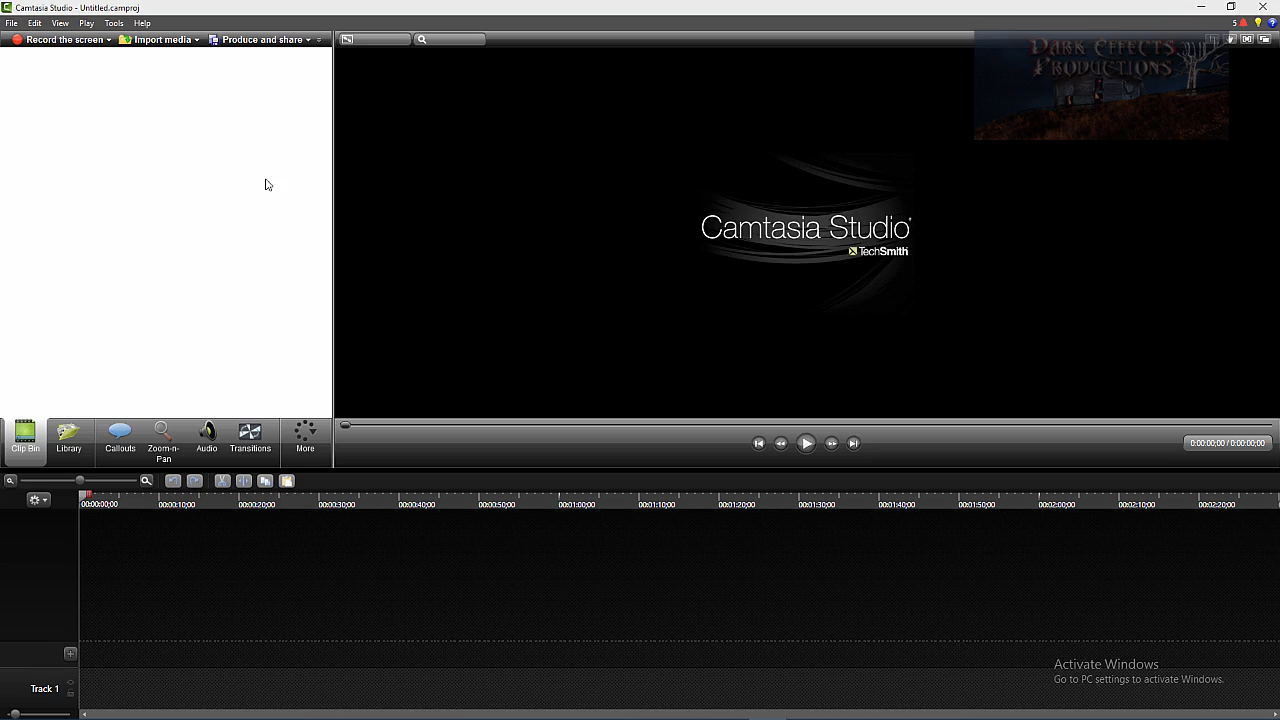 Camtasia Studio - Untitled.camproj
File Edit View Play Tools Help
5
Record the screen Import media Produce and share
DARK EFFECTS
PRODUCTIONS
Camtasia Studio
TechSmith
Clip Bin Library Callouts Zoom-n-Pan Audio Transitions More
0:00:00;00 / 0:00:00;00
00:00:00;00 00:00:10;00 00:00:20;00 00:00:30;00 00:00:40;00 00:00:50;00 00:01:00;00 00:01:10;00 00:01:20;00 00:01:30;00 00:01:40;00 00:01:50;00 00:02:00;00 00:02:10;00 00:02:20;00
Activate Windows
Go to PC settings to activate Windows.
Track 1